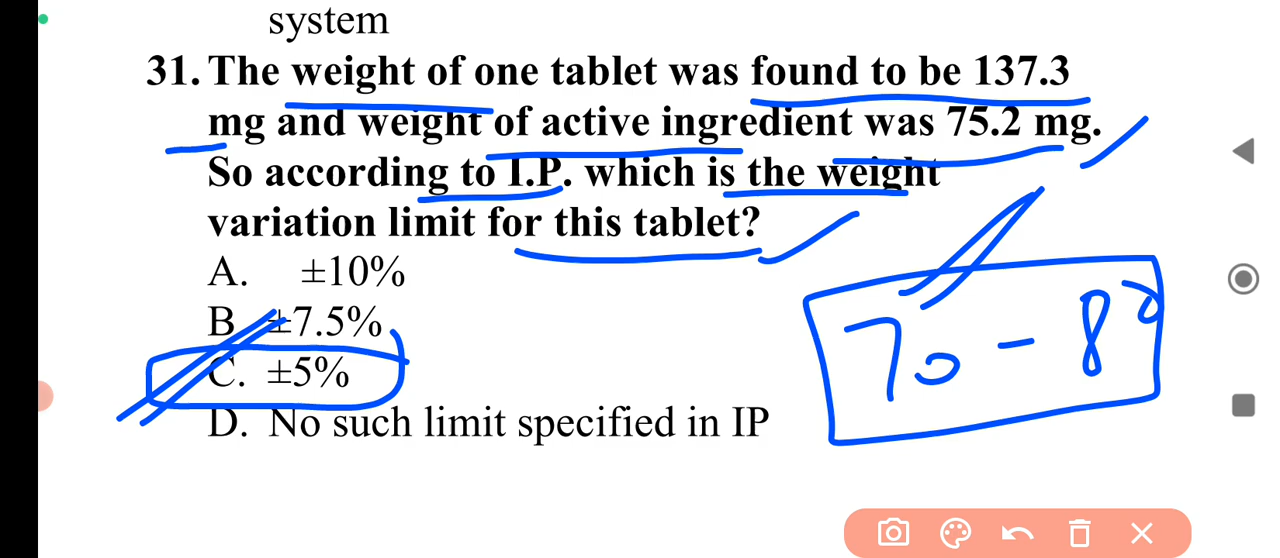 system
31. The weight of one tablet was found to be 137.3
mg and weight of active ingredient was 75.2 mg.
So according to I.P. which is the weight
variation limit for this tablet?
A. ±10%
B. ±7.5%
C. ±5%
D. No such limit specified in IP
70 - 80